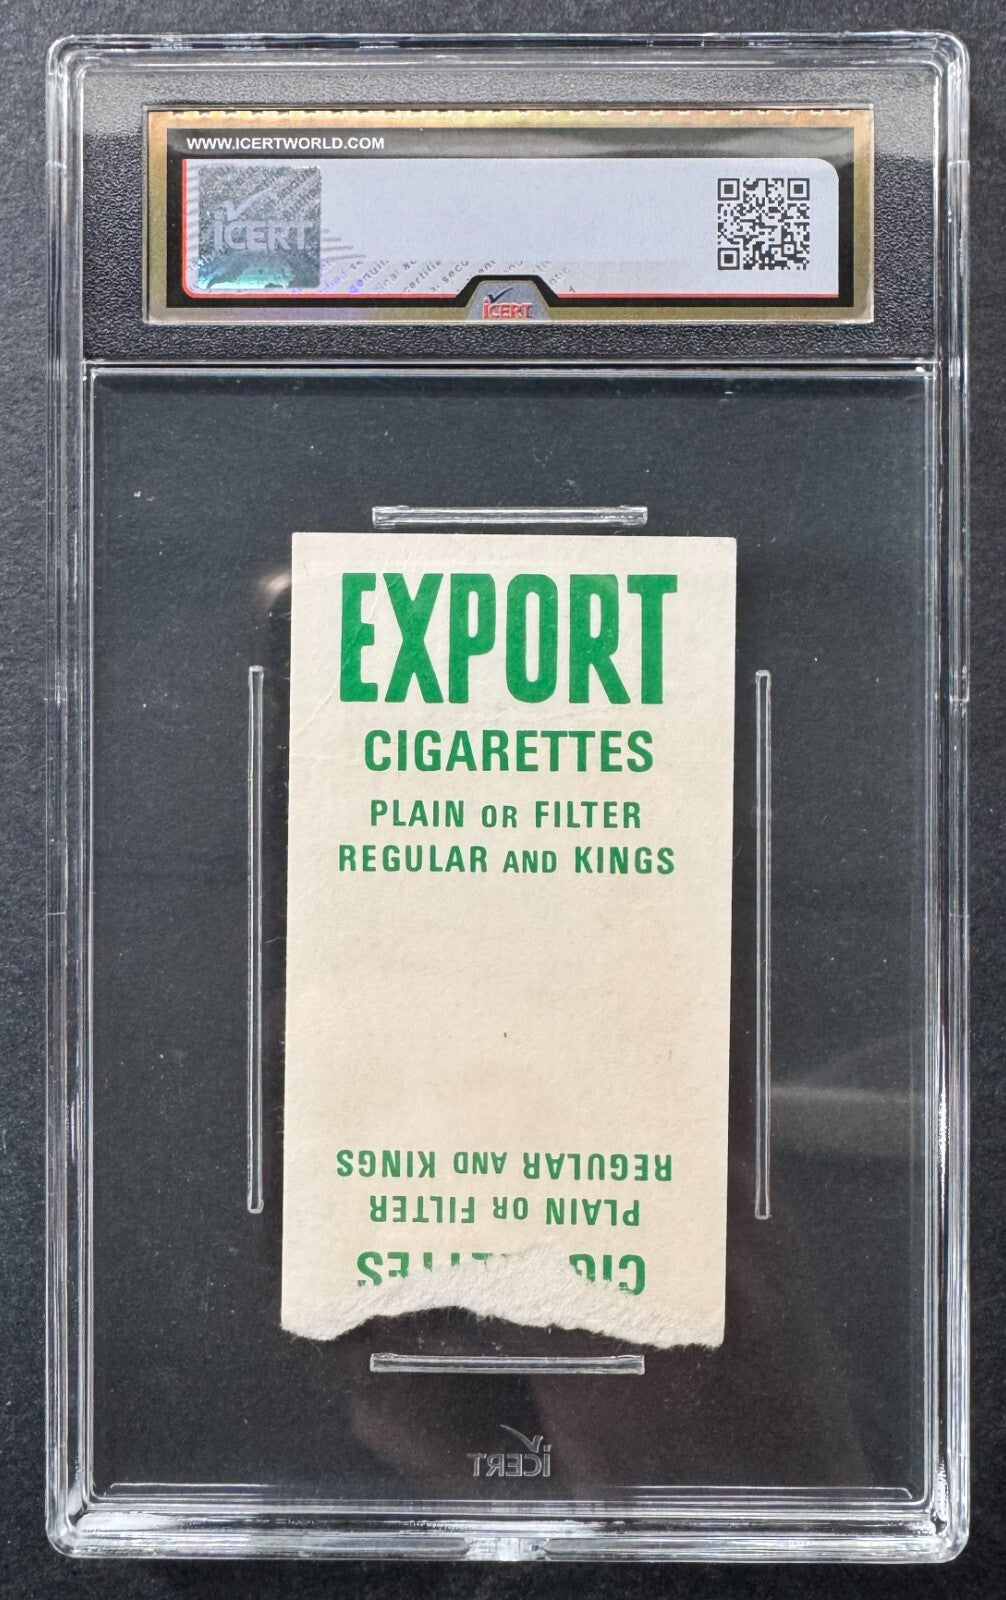 WWW.ICERTWORLD.COM
iCERT
iCERT
EXPORT
CIGARETTES
PLAIN OR FILTER
REGULAR AND KINGS
REGULAR AND KINGS
PLAIN OR FILTER
iCERT